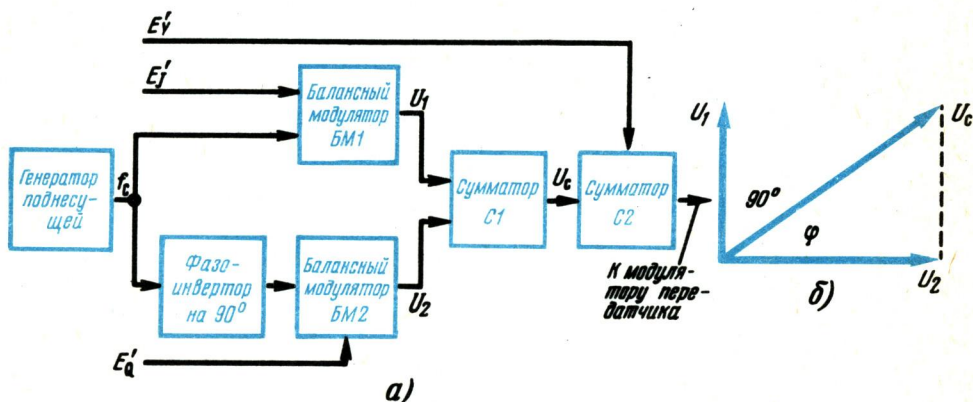 E′Y
E′J
Генератор
поднесу-
щей
fc
Балансный
модулятор
БМ1
U1
Фазо-
инвертор
на 90°
Балансный
модулятор
БМ2
U2
E′Q
Сумматор
С1
Uc
Сумматор
С2
К модуля-
тору пере-
датчика
а)
U1
Uc
90°
φ
U2
б)